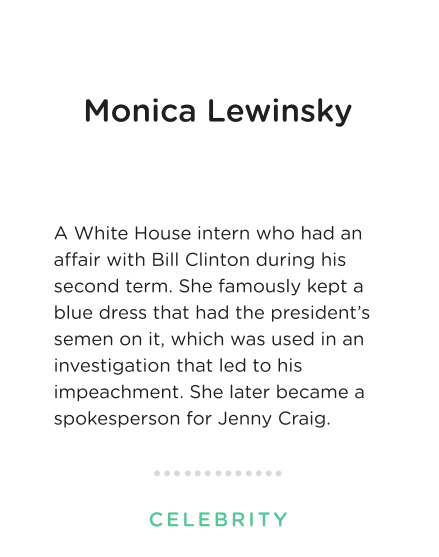 Monica Lewinsky
A White House intern who had an
affair with Bill Clinton during his
second term. She famously kept a
blue dress that had the president’s
semen on it, which was used in an
investigation that led to his
impeachment. She later became a
spokesperson for Jenny Craig.
CELEBRITY